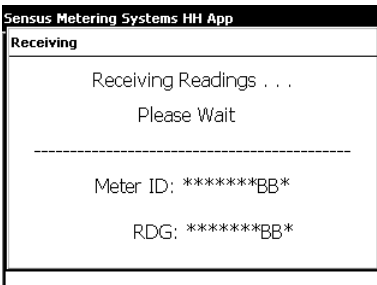 Sensus Metering Systems HH App
Receiving
Receiving Readings . . .
Please Wait
--------------------------------------------
Meter ID: *******BB*
RDG: *******BB*